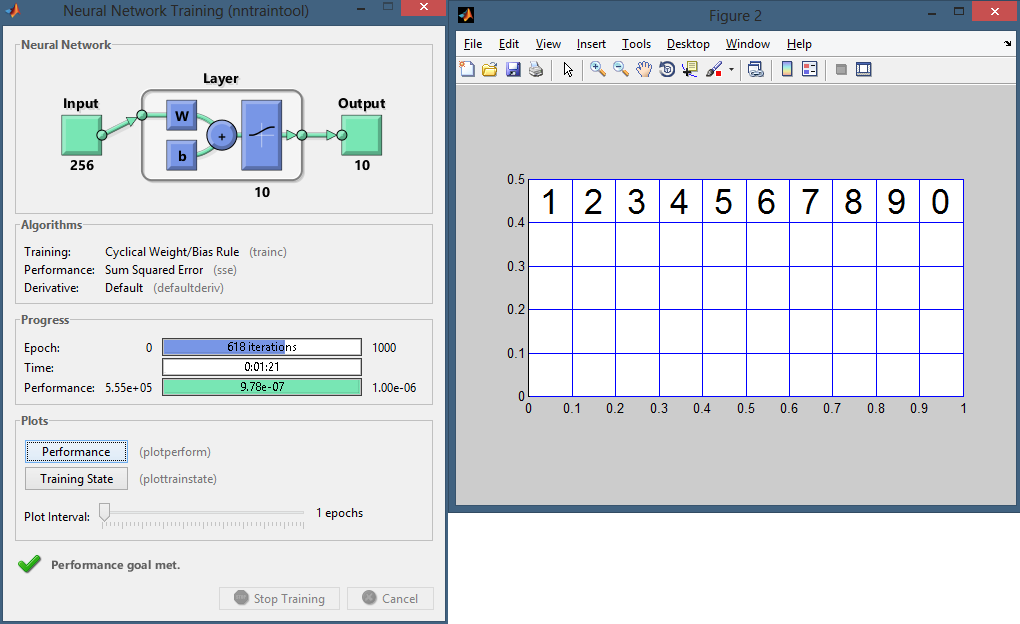 Neural Network Training (nntraintool)
Neural Network
Layer
Input
W
b
+
Output
256
10
10
Algorithms
Training: Cyclical Weight/Bias Rule (trainc)
Performance: Sum Squared Error (sse)
Derivative: Default (defaultderiv)
Progress
Epoch: 0 618 iterations 1000
Time: 0:01:21
Performance: 5.55e+05 9.78e-07 1.00e-06
Plots
Performance (plotperform)
Training State (plottrainstate)
Plot Interval: 1 epochs
Performance goal met.
Stop Training Cancel
Figure 2
File Edit View Insert Tools Desktop Window Help
0.5
1 2 3 4 5 6 7 8 9 0
0.4
0.3
0.2
0.1
0
0 0.1 0.2 0.3 0.4 0.5 0.6 0.7 0.8 0.9 1